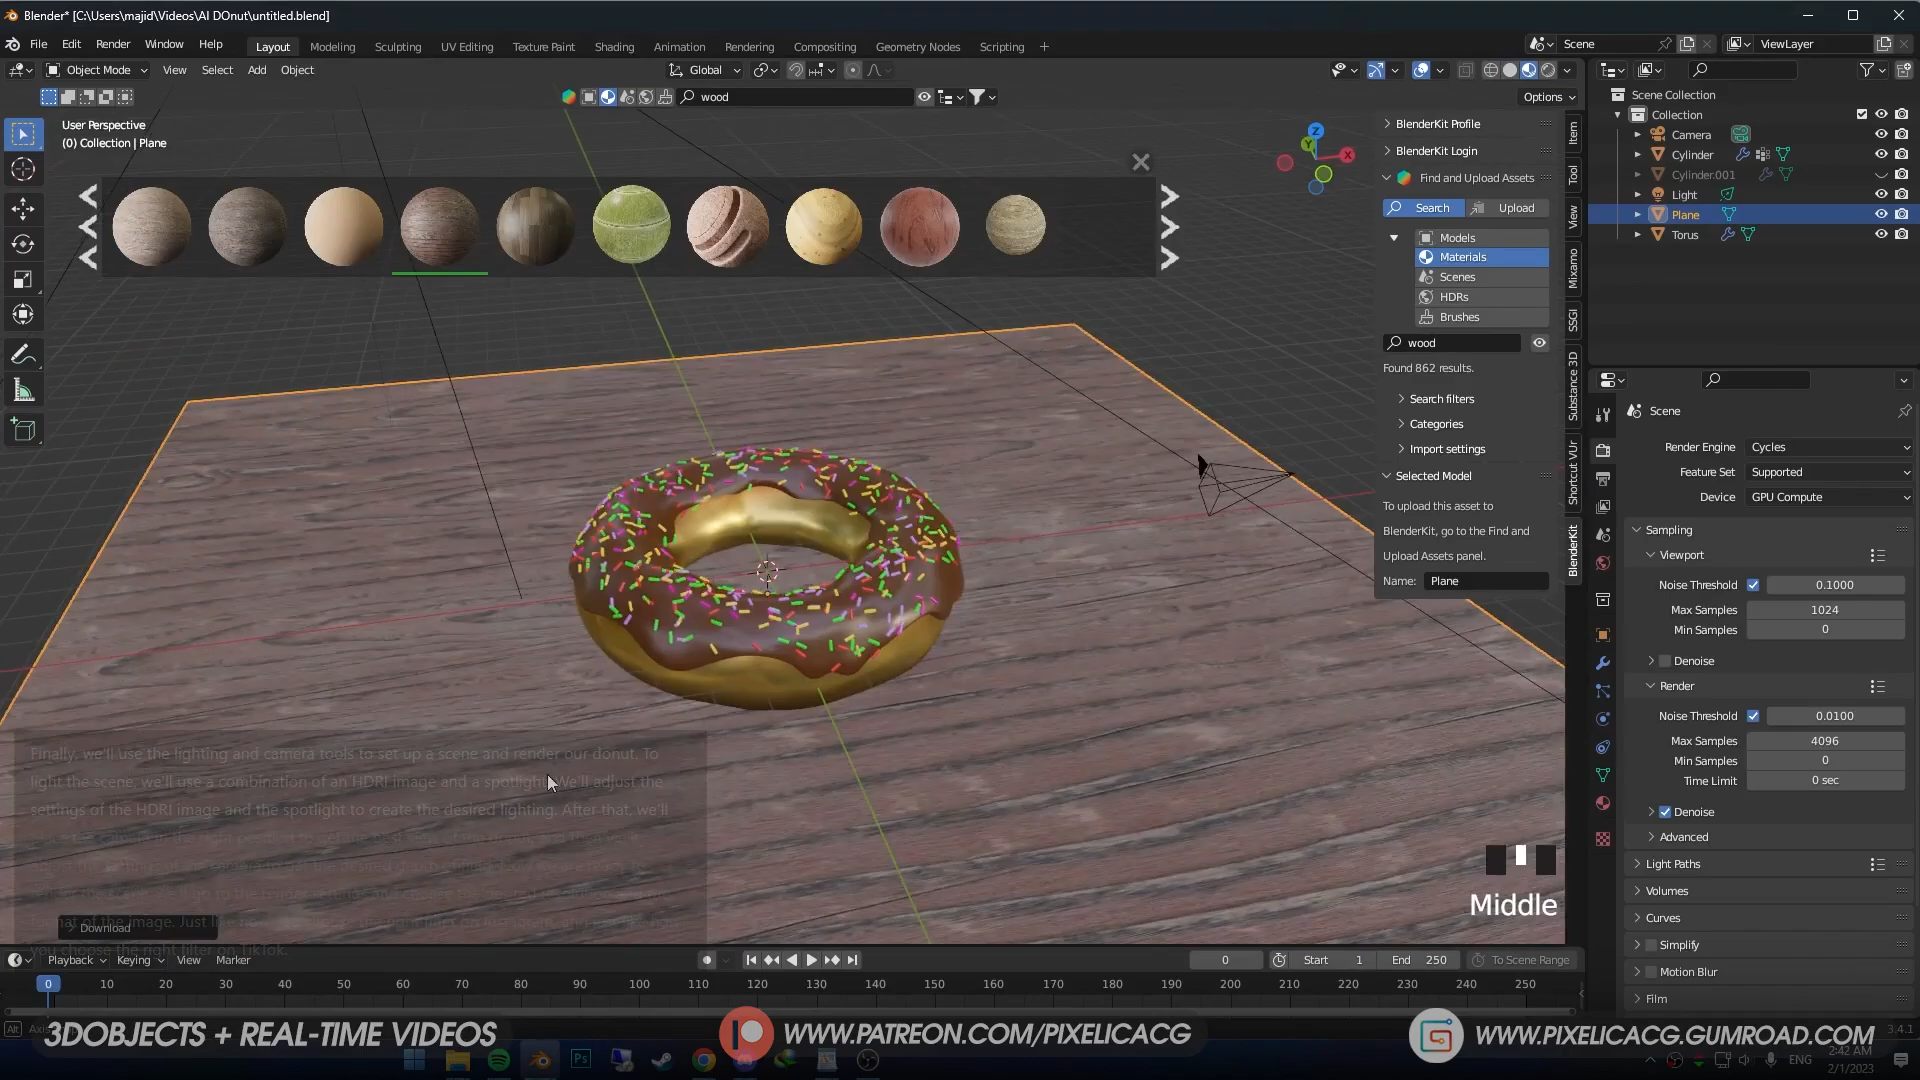 Blender* [C:\Users\majid\Videos\AI DOnut\untitled.blend]
File Edit Render Window Help
Layout Modeling Sculpting UV Editing Texture Paint Shading Animation Rendering Compositing Geometry Nodes Scripting
Scene
ViewLayer
Object Mode View Select Add Object
Global
wood
Options
User Perspective
(0) Collection | Plane
Z
Y
X
BlenderKit Profile
BlenderKit Login
Find and Upload Assets
Search Upload
Models
Materials
Scenes
HDRs
Brushes
wood
Found 862 results.
Search filters
Categories
Import settings
Selected Model
To upload this asset to
BlenderKit, go to the Find and
Upload Assets panel.
Name: Plane
Item
Tool
View
Mixamo
SSGI
Substance 3D
Shortcut VUr
BlenderKit
Scene Collection
Collection
Camera
Cylinder
Cylinder.001
Light
Plane
Torus
Scene
Render Engine Cycles
Feature Set Supported
Device GPU Compute
Sampling
Viewport
Noise Threshold 0.1000
Max Samples 1024
Min Samples 0
Denoise
Render
Noise Threshold 0.0100
Max Samples 4096
Min Samples 0
Time Limit 0 sec
Denoise
Advanced
Light Paths
Volumes
Curves
Simplify
Motion Blur
Film
Finally, we'll use the lighting and camera tools to set up a scene and render our donut. To
light the scene, we'll use a combination of an HDRI image and a spotlight. We'll adjust the
settings of the HDRI image and the spotlight to create the desired lighting. After that, we'll
of the image. Just like
you choose the right filter on TikTok.
Download
Middle
Playback Keying View Marker
0
Start 1 End 250
To Scene Range
0 10 20 30 40 50 60 70 80 90 100 110 120 130 140 150 160 170 180 190 200 210 220 230 240 250
Alt
3.4.1
3DOBJECTS + REAL-TIME VIDEOS
WWW.PATREON.COM/PIXELICACG
WWW.PIXELICACG.GUMROAD.COM
Ps
ENG
2:42 AM
2/1/2023